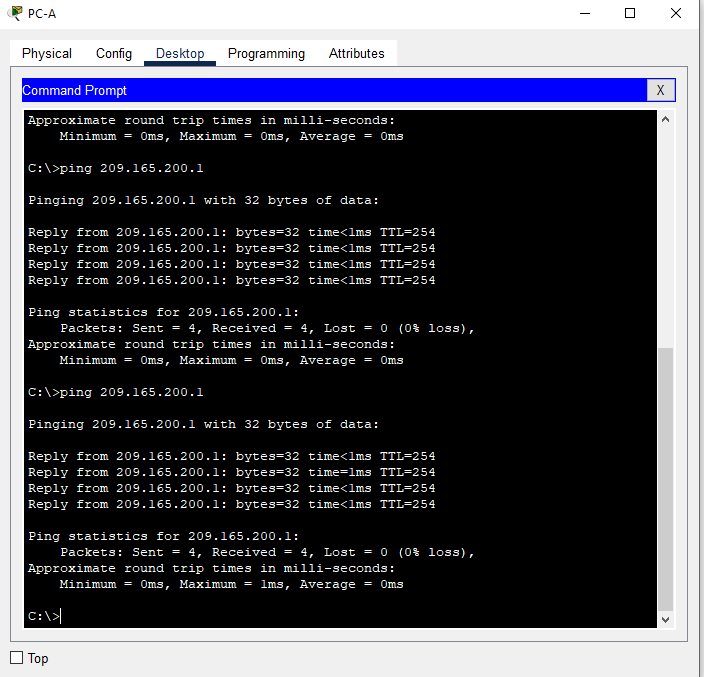 PC-A
Physical Config Desktop Programming Attributes
Command Prompt X
Approximate round trip times in milli-seconds:
    Minimum = 0ms, Maximum = 0ms, Average = 0ms
C:\>ping 209.165.200.1
Pinging 209.165.200.1 with 32 bytes of data:
Reply from 209.165.200.1: bytes=32 time<1ms TTL=254
Reply from 209.165.200.1: bytes=32 time<1ms TTL=254
Reply from 209.165.200.1: bytes=32 time<1ms TTL=254
Reply from 209.165.200.1: bytes=32 time<1ms TTL=254
Ping statistics for 209.165.200.1:
    Packets: Sent = 4, Received = 4, Lost = 0 (0% loss),
Approximate round trip times in milli-seconds:
    Minimum = 0ms, Maximum = 0ms, Average = 0ms
C:\>ping 209.165.200.1
Pinging 209.165.200.1 with 32 bytes of data:
Reply from 209.165.200.1: bytes=32 time<1ms TTL=254
Reply from 209.165.200.1: bytes=32 time=1ms TTL=254
Reply from 209.165.200.1: bytes=32 time<1ms TTL=254
Reply from 209.165.200.1: bytes=32 time<1ms TTL=254
Ping statistics for 209.165.200.1:
    Packets: Sent = 4, Received = 4, Lost = 0 (0% loss),
Approximate round trip times in milli-seconds:
    Minimum = 0ms, Maximum = 1ms, Average = 0ms
C:\>
Top